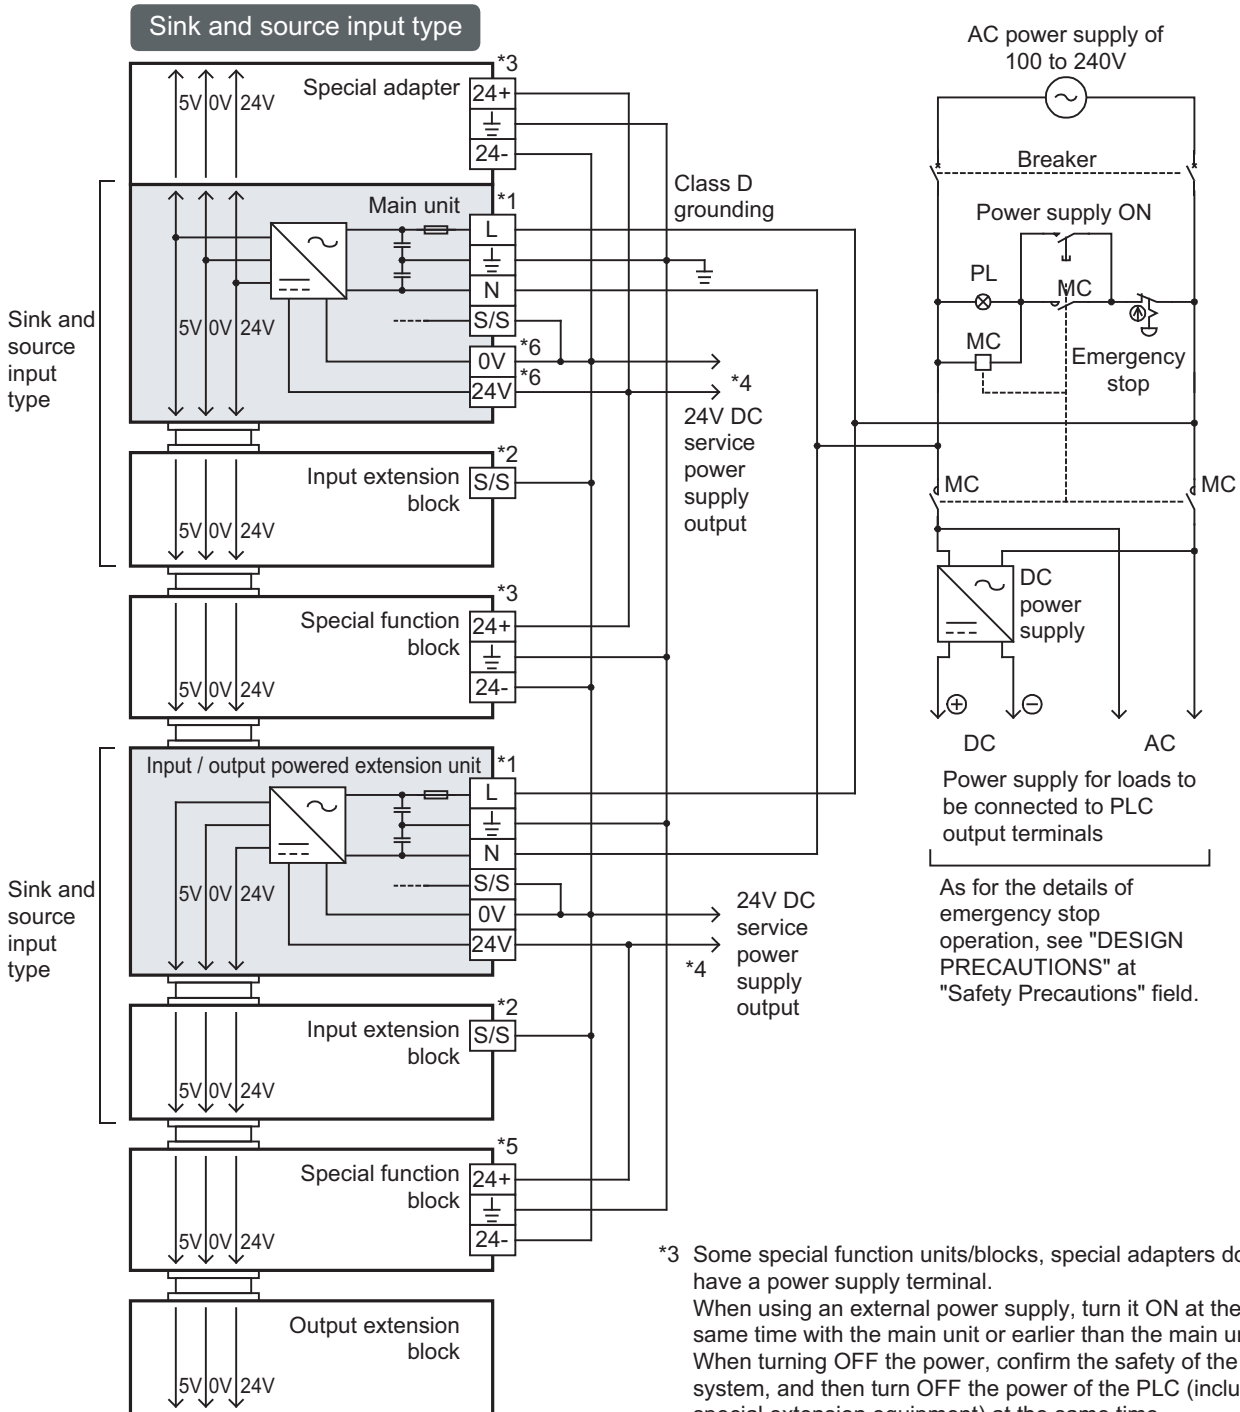 Sink and source input type
AC power supply of
100 to 240V
*3
Special adapter
24+
5V 0V 24V
24-
Breaker
Class D
grounding
Main unit
*1
L
Power supply ON
N
PL
MC
S/S
Sink and
source
input
type
5V 0V 24V
0V
*6
MC
Emergency
stop
24V
*6
*4
24V DC
service
power
supply
output
*2
Input extension
block
S/S
MC
MC
5V 0V 24V
DC
power
supply
*3
Special function
block
24+
24-
5V 0V 24V
DC
AC
Input / output powered extension unit
*1
Power supply for loads to
be connected to PLC
output terminals
L
N
Sink and
source
input
type
5V 0V 24V
S/S
0V
24V
24V DC
service
power
supply
output
*4
As for the details of
emergency stop
operation, see "DESIGN
PRECAUTIONS" at
"Safety Precautions" field.
*2
Input extension
block
S/S
5V 0V 24V
*5
Special function
block
24+
24-
5V 0V 24V
*3 Some special function units/blocks, special adapters do
have a power supply terminal.
When using an external power supply, turn it ON at the
same time with the main unit or earlier than the main
When turning OFF the power, confirm the safety of the
system, and then turn OFF the power of the PLC
Output extension
block
5V 0V 24V